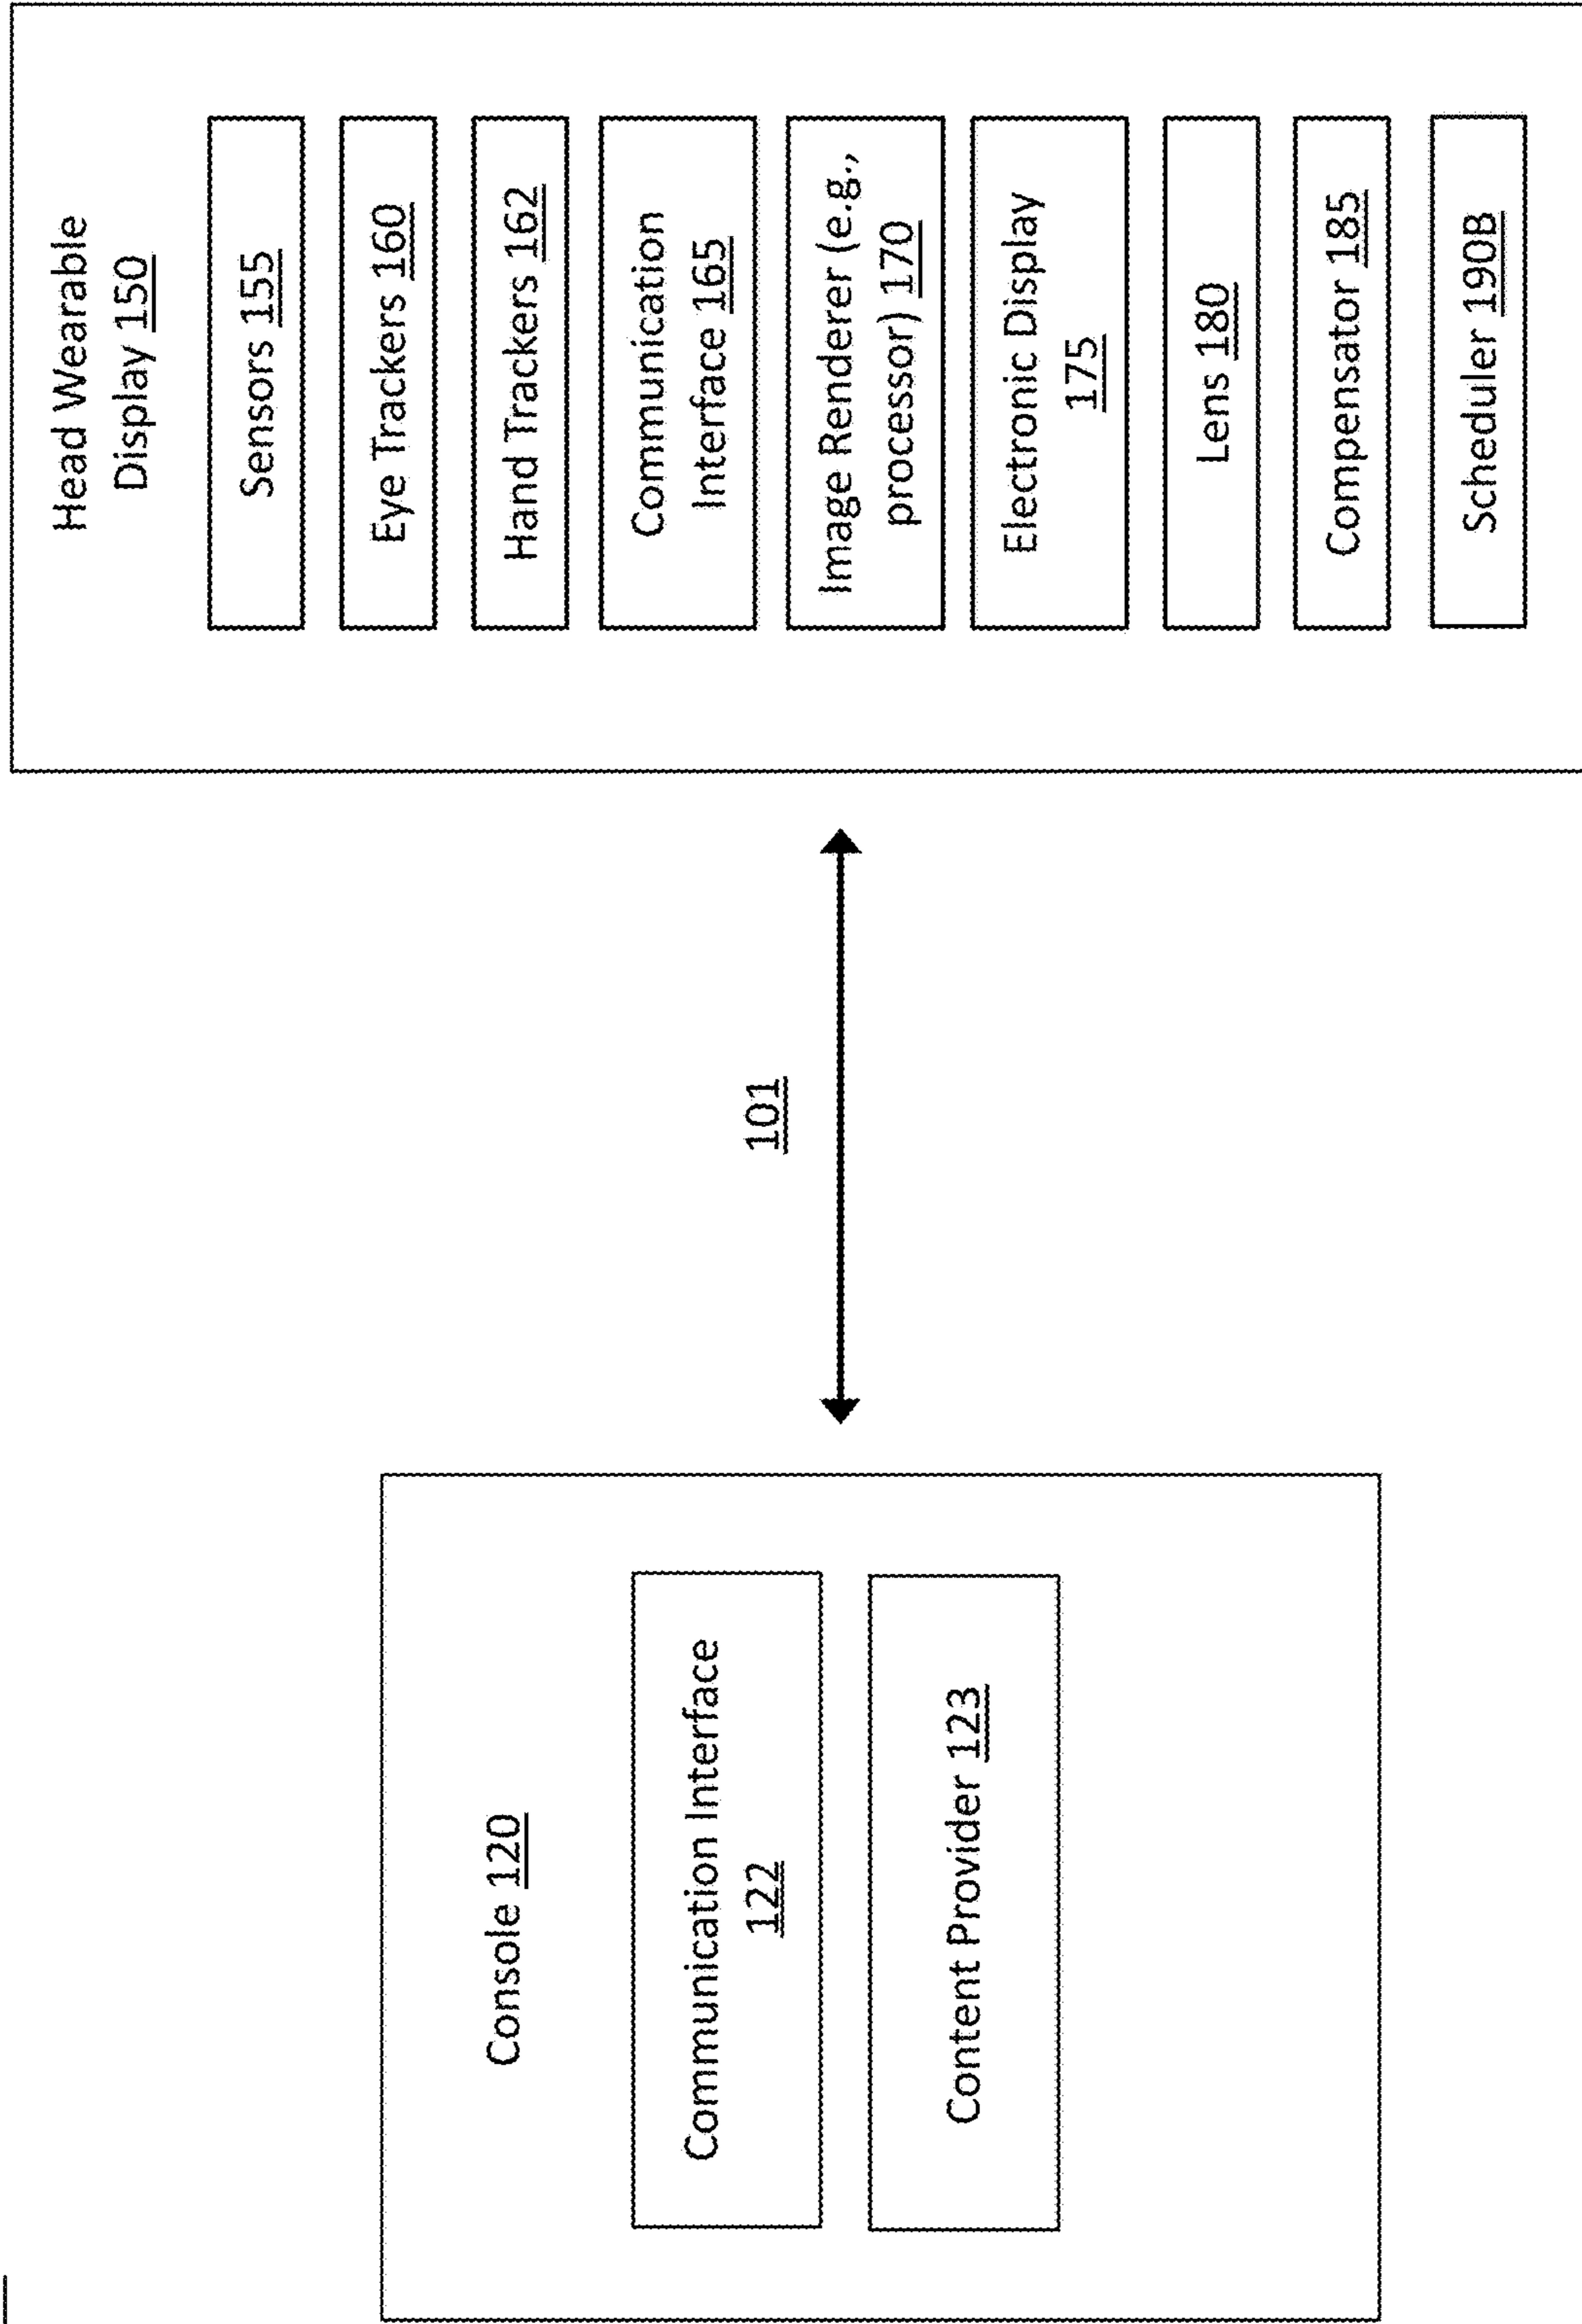 Console 120
Communication Interface
122
Content Provider 123
101
Head Wearable
Display 150
Sensors 155
Eye Trackers 160
Hand Trackers 162
Communication
Interface 165
Image Renderer (e.g.,
processor) 170
Electronic Display
175
Lens 180
Compensator 185
Scheduler 190B